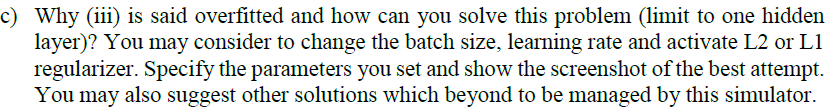 c) Why (iii) is said overfitted and how can you solve this problem (limit to one hidden
layer)? You may consider to change the batch size, learning rate and activate L2 or L1
regularizer. Specify the parameters you set and show the screenshot of the best attempt.
You may also suggest other solutions which beyond to be managed by this simulator.